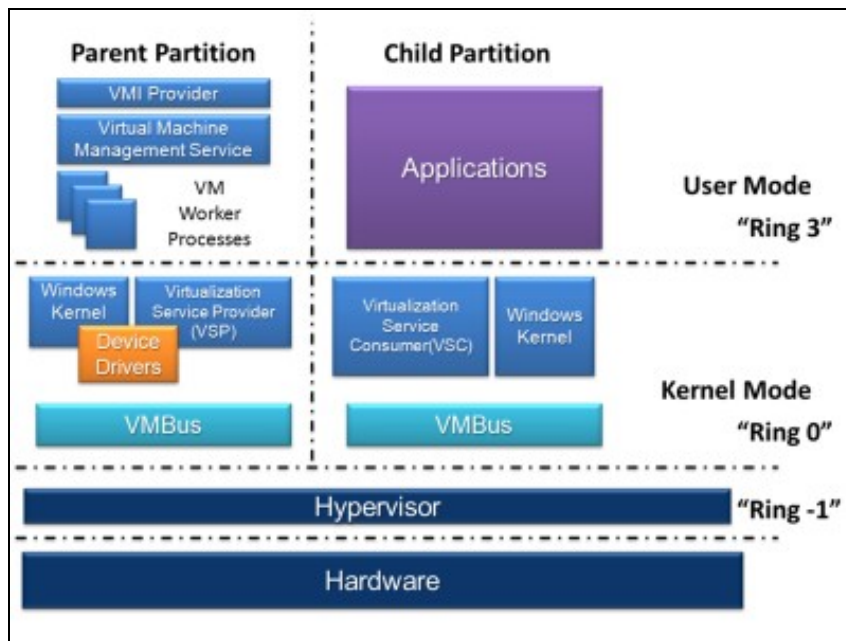 Parent Partition
VMI Provider
Virtual Machine
Management Service
VM
Worker
Processes
Windows
Kernel
Virtualization
Service Provider
(VSP)
Device
Drivers
VMBus
Child Partition
Applications
Virtualization
Service
Consumer(VSC)
Windows
Kernel
VMBus
User Mode
“Ring 3”
Kernel Mode
“Ring 0”
Hypervisor
“Ring -1”
Hardware